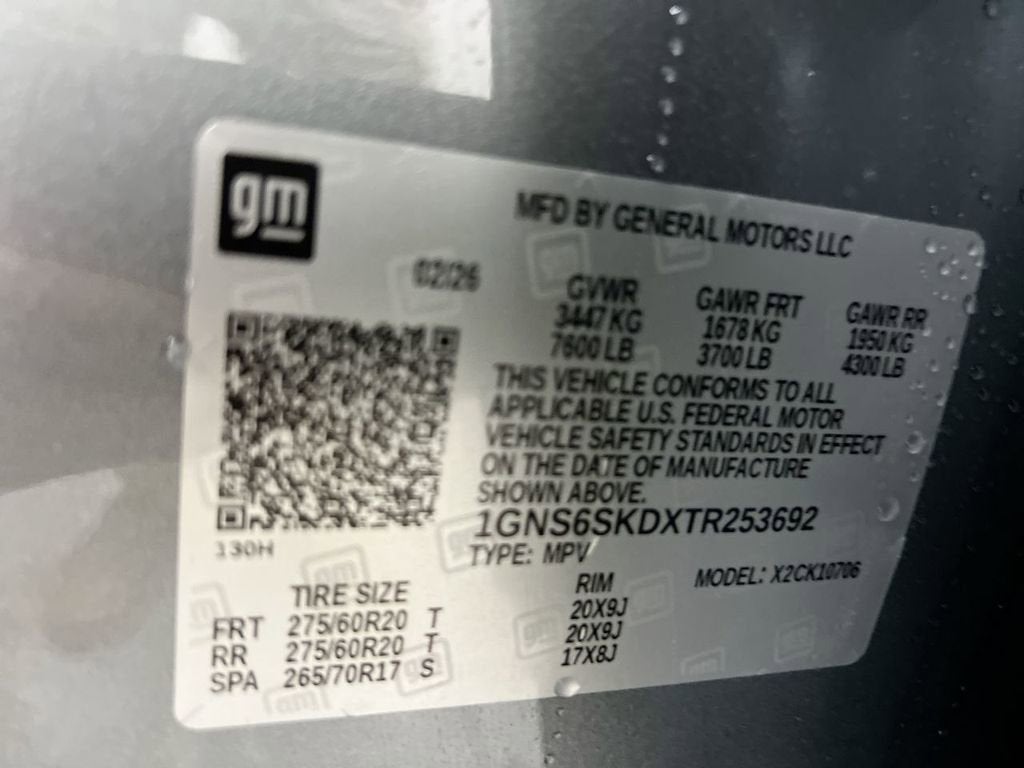 gm
MFD BY GENERAL MOTORS LLC
02/26
GVWR GAWR FRT GAWR RR
3447 KG 1678 KG 1950 KG
7600 LB 3700 LB 4300 LB
THIS VEHICLE CONFORMS TO ALL
APPLICABLE U.S. FEDERAL MOTOR
VEHICLE SAFETY STANDARDS IN EFFECT
ON THE DATE OF MANUFACTURE
SHOWN ABOVE.
1GNS6SKDXTR253692
130H
TYPE: MPV
MODEL: X2CK10706
TIRE SIZE RIM
FRT 275/60R20 T 20X9J
RR 275/60R20 T 20X9J
SPA 265/70R17 S 17X8J